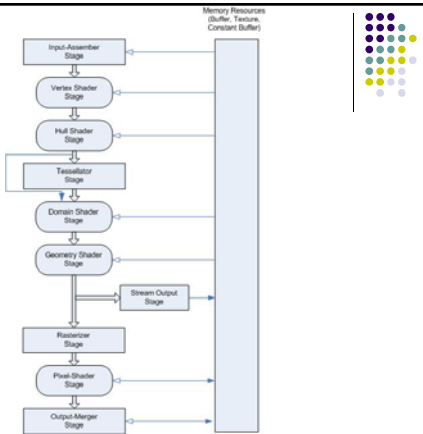 Memory Resources
(Buffer, Texture,
Constant Buffer)
Input-Assember
Stage
Vertex Shader
Stage
Hull Shader
Stage
Tessellator
Stage
Domain Shader
Stage
Geometry Shader
Stage
Stream Output
Stage
Rasterizer
Stage
Pixel-Shader
Stage
Output-Merger
Stage